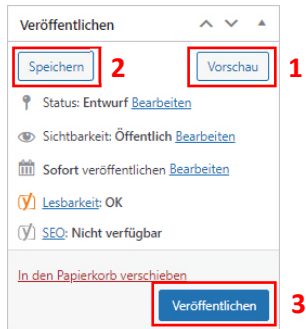 Veröffentlichen
Speichern 2 Vorschau 1
Status: Entwurf Bearbeiten
Sichtbarkeit: Öffentlich Bearbeiten
Sofort veröffentlichen Bearbeiten
Lesbarkeit: OK
SEO: Nicht verfügbar
In den Papierkorb verschieben
Veröffentlichen 3